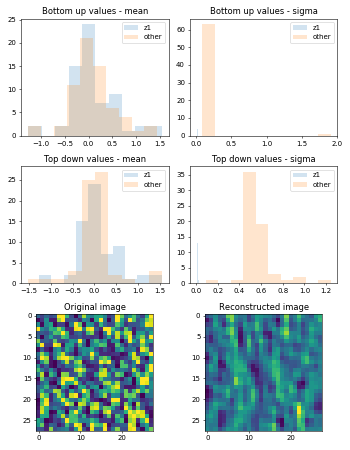 Bottom up values - mean
Bottom up values - sigma
z1
other
z1
other
25
20
15
10
5
0
−1.0 −0.5 0.0 0.5 1.0 1.5
60
50
40
30
20
10
0
0.0 0.5 1.0 1.5 2.0
Top down values - mean
Top down values - sigma
z1
other
z1
other
25
20
15
10
5
0
−1.5 −1.0 −0.5 0.0 0.5 1.0 1.5
35
30
25
20
15
10
5
0
0.0 0.2 0.4 0.6 0.8 1.0 1.2
Original image
Reconstructed image
0
5
10
15
20
25
0 20
0
5
10
15
20
25
0 20